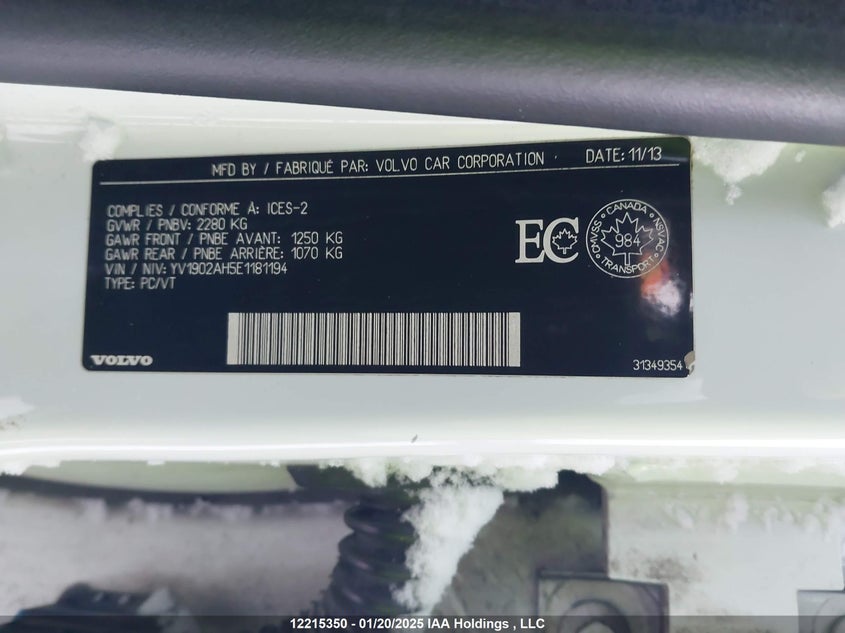 MFD BY / FABRIQUÉ PAR: VOLVO CAR CORPORATION DATE: 11/13
COMPLIES / CONFORME À: ICES-2
GVWR / PNBV: 2280 KG
GAWR FRONT / PNBE AVANT: 1250 KG
GAWR REAR / PNBE ARRIÈRE: 1070 KG
VIN / NIV: YV1902AH5E1181194
TYPE: PC/VT
EC
CANADA
CMVSS 984 NSVAC
TRANSPORT
VOLVO
31349354
12215350 - 01/20/2025 IAA Holdings , LLC